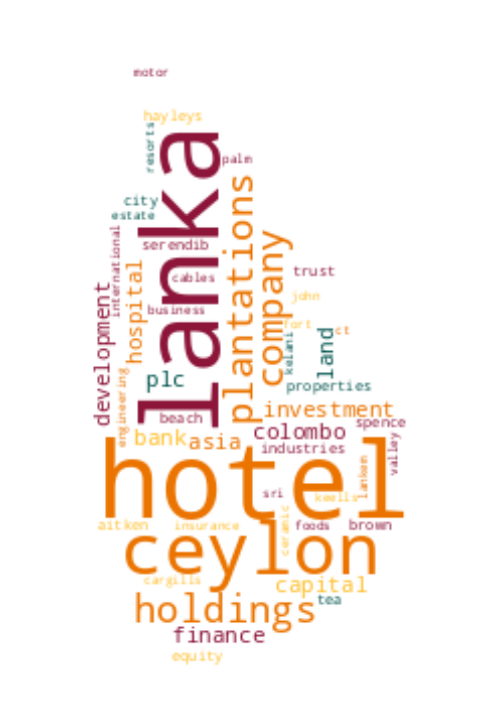 motor
hayleys
resorts
lanka
palm
plantations
city
estate
international
serendib
company
hospital
cables
trust
development
business
john
fort
ct
kelani
land
plc
properties
engineering
beach
investment
bank
asia
colombo
spence
industries
valley
hotel
lankem
sri
keells
aitken
insurance
ceramic
foods
brown
ceylon
cargills
capital
holdings
tea
finance
equity